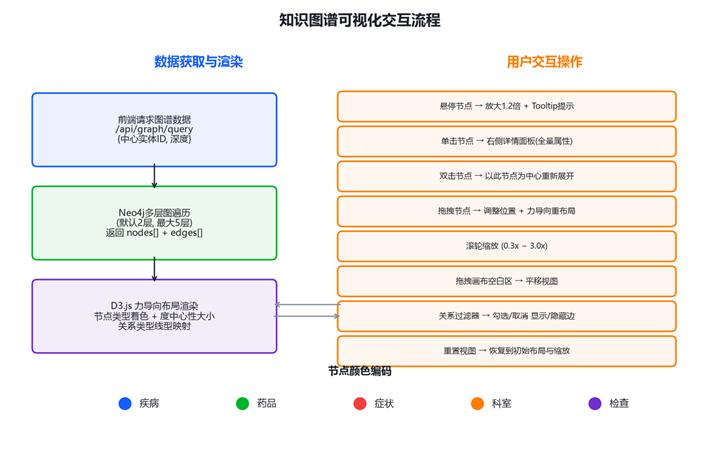 知识图谱可视化交互流程
数据获取与渲染
前端请求图谱数据
/api/graph/query
(中心实体ID, 深度)
Neo4j多层图遍历
(默认2层, 最大5层)
返回 nodes[] + edges[]
D3.js 力导向布局渲染
节点类型着色 + 度中心性大小
关系类型线型映射
用户交互操作
悬停节点 → 放大1.2倍 + Tooltip提示
单击节点 → 右侧详情面板(全量属性)
双击节点 → 以此节点为中心重新展开
拖拽节点 → 调整位置 + 力导向重布局
滚轮缩放 (0.3x ~ 3.0x)
拖拽画布空白区 → 平移视图
关系过滤器 → 勾选/取消 显示/隐藏边
重置视图 → 恢复到初始布局与缩放
节点颜色编码
疾病
药品
症状
科室
检查